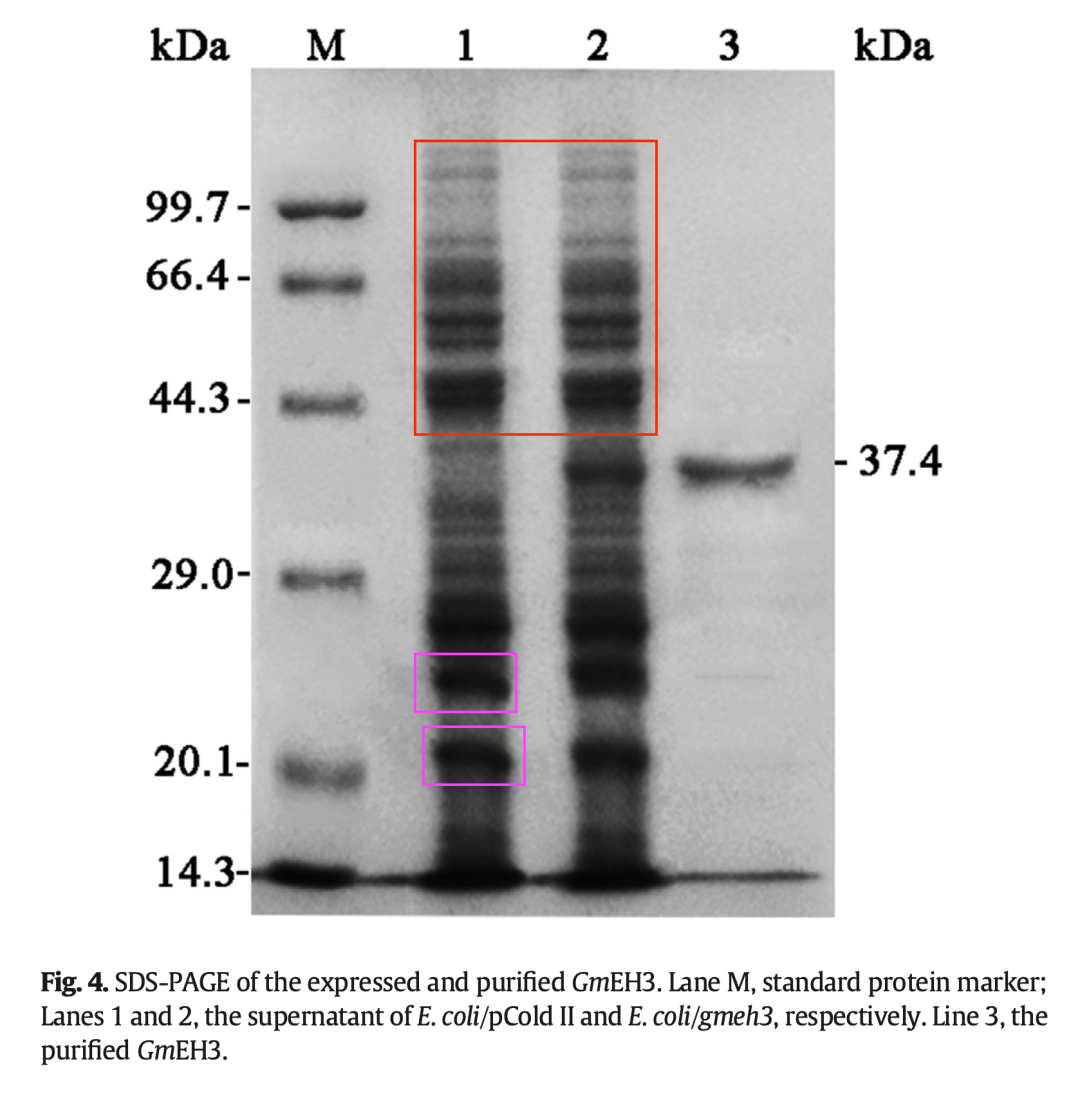 kDa M 1 2 3 kDa
99.7-
66.4-
44.3-
- 37.4
29.0-
20.1-
14.3-
Fig. 4. SDS-PAGE of the expressed and purified GmEH3. Lane M, standard protein marker;
Lanes 1 and 2, the supernatant of E. coli/pCold II and E. coli/gmeh3, respectively. Line 3, the
purified GmEH3.